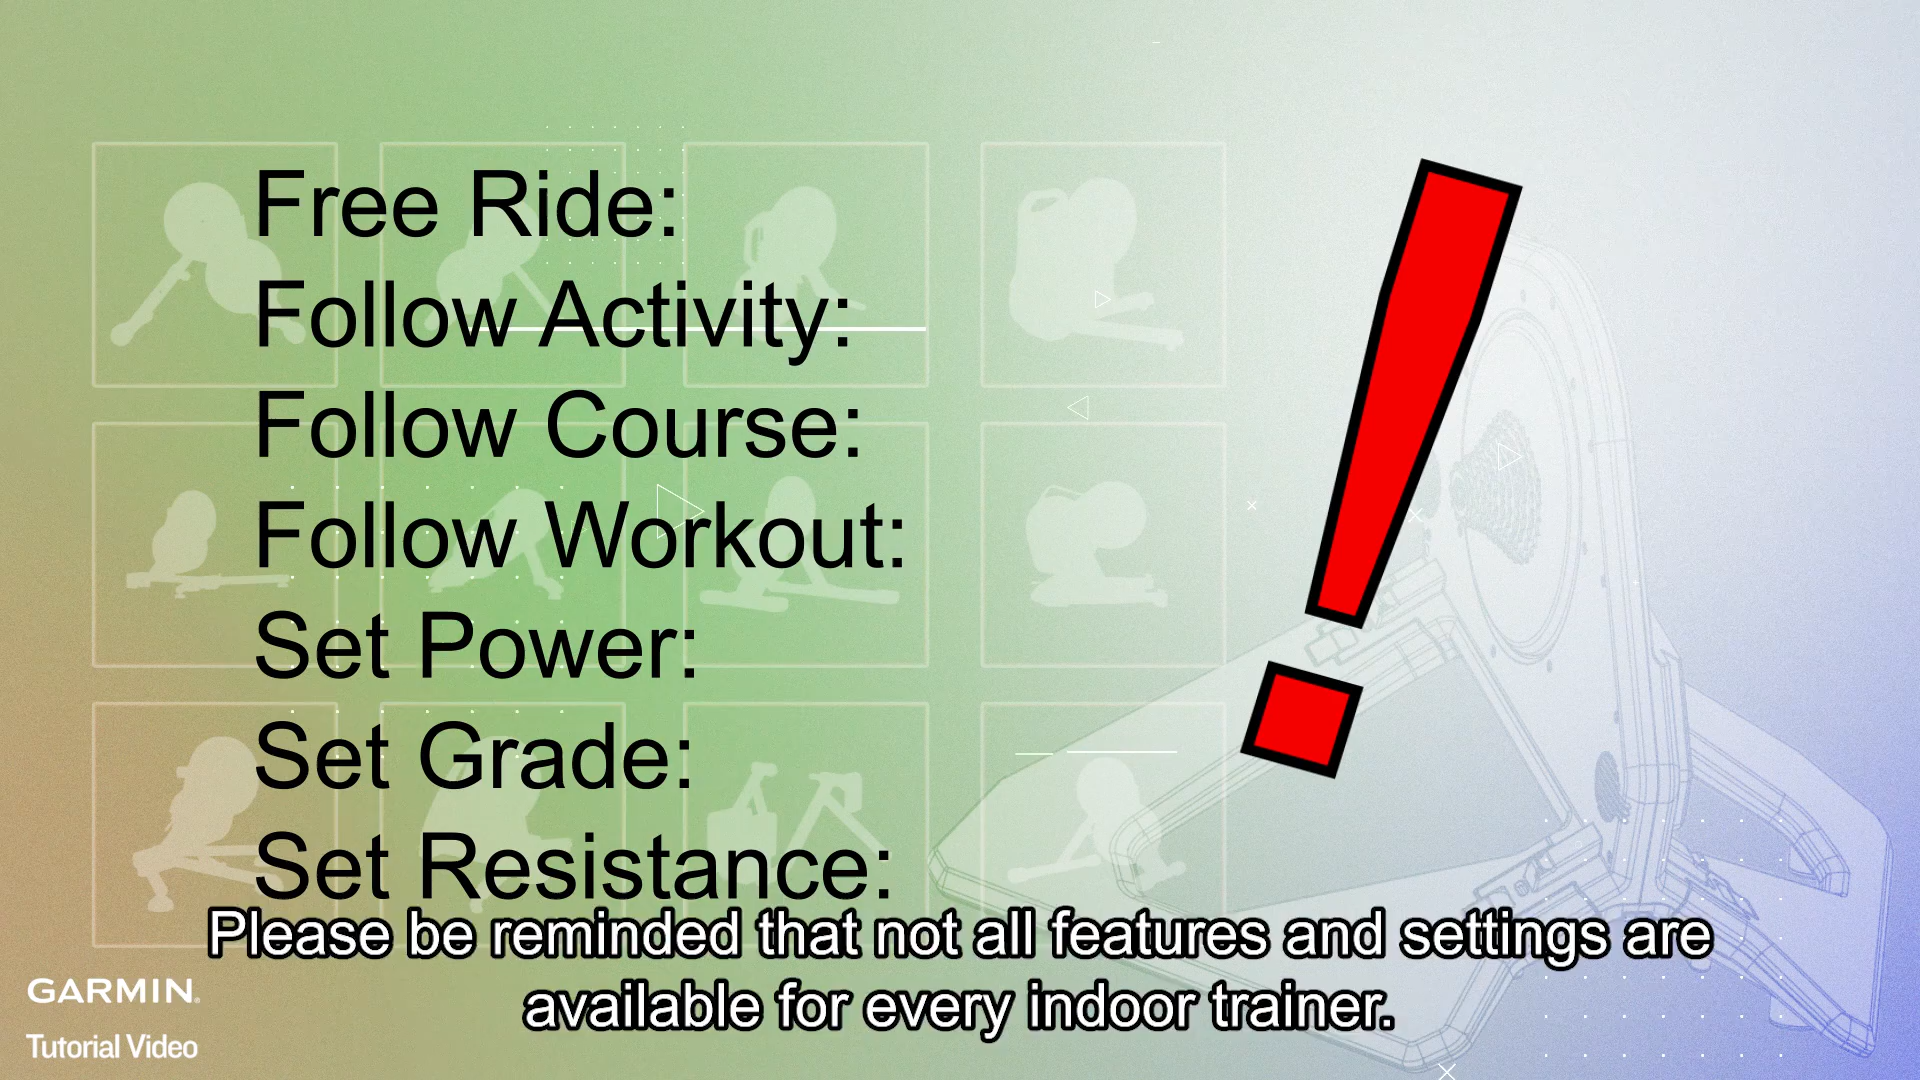 Free Ride:
Follow Activity:
Follow Course:
Follow Workout:
Set Power:
Set Grade:
Set Resistance:
Please be reminded that not all features and settings are
available for every indoor trainer.
GARMIN
Tutorial Video